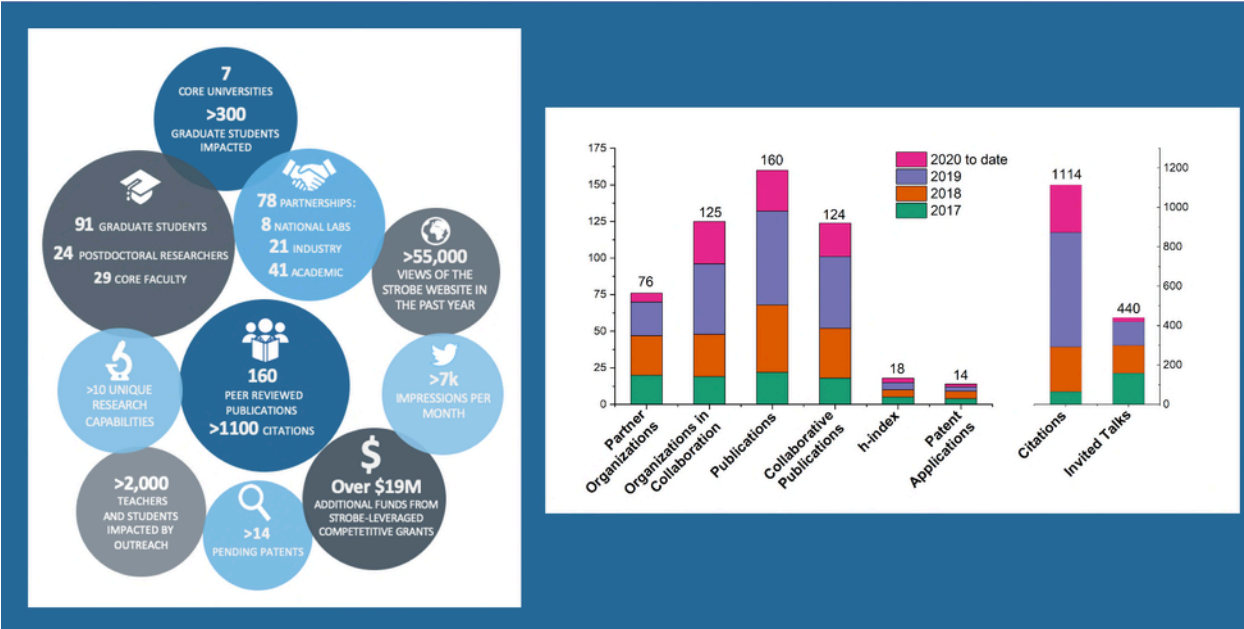 7
CORE UNIVERSITIES
>300
GRADUATE STUDENTS
IMPACTED
91 GRADUATE STUDENTS
24 POSTDOCTORAL RESEARCHERS
29 CORE FACULTY
78 PARTNERSHIPS:
8 NATIONAL LABS
21 INDUSTRY
41 ACADEMIC
>55,000
VIEWS OF THE
STROBE WEBSITE IN
THE PAST YEAR
>10 UNIQUE
RESEARCH
CAPABILITIES
160
PEER REVIEWED
PUBLICATIONS
>1100 CITATIONS
>7k
IMPRESSIONS PER
MONTH
>2,000
TEACHERS
AND STUDENTS
IMPACTED BY
OUTREACH
>14
PENDING PATENTS
$
Over $19M
ADDITIONAL FUNDS FROM
STROBE-LEVERAGED
COMPETETITIVE GRANTS
175
150
125
100
75
50
25
0
76
125
160
124
18
14
1114
440
2020 to date
2019
2018
2017
1200
1000
800
600
400
200
0
Partner
Organizations
Organizations in
Collaboration
Publications
Collaborative
Publications
h-index
Patent
Applications
Citations
Invited Talks